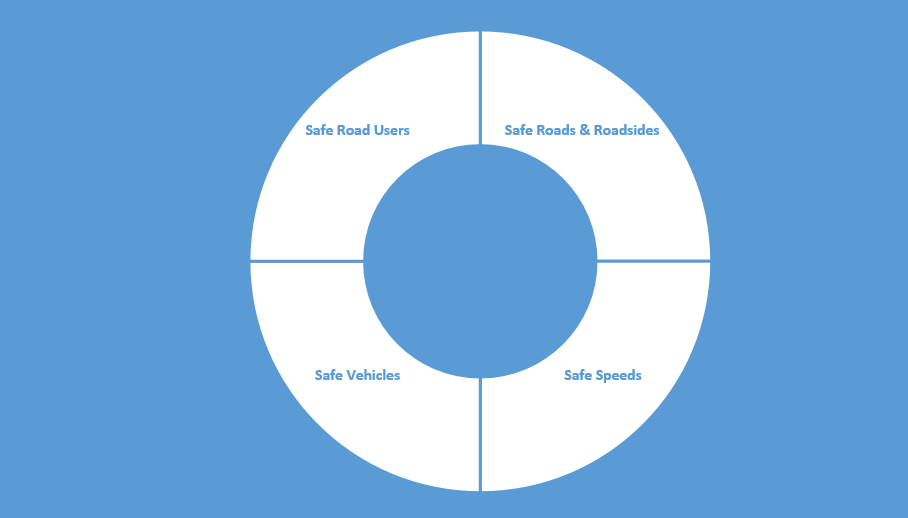 Safe Road Users
Safe Roads & Roadsides
Safe Vehicles
Safe Speeds